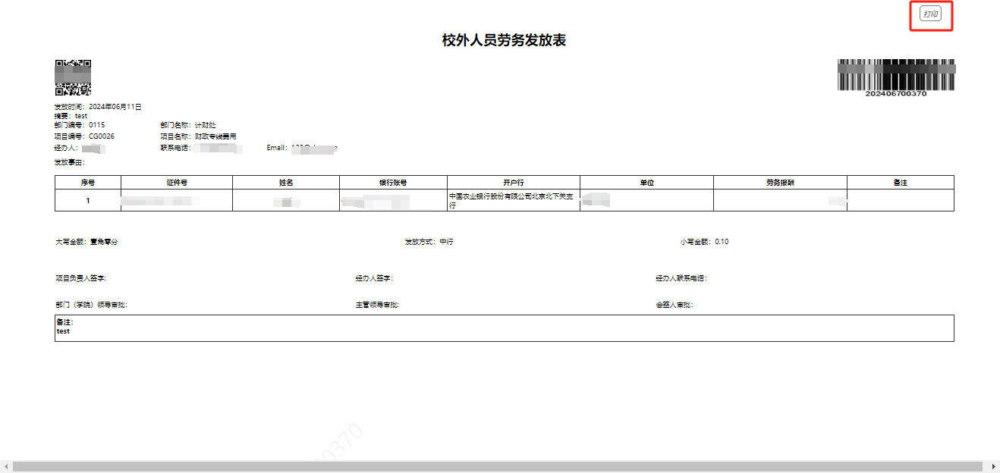 打印
校外人员劳务发放表
202406700370
发放时间：2024年06月11日
摘要：test
部门编号：0115 部门名称：计财处
项目编号：CG0026 项目名称：财政专线费用
经办人： 联系电话： Email：
发放事由：
序号 证件号 姓名 银行账号 开户行 单位 劳务报酬 备注
1 中国农业银行股份有限公司北京北下关支
行
大写金额：壹角零分 发放方式：中行 小写金额：0.10
项目负责人签字： 经办人签字： 经办人联系电话：
部门（学院）领导审批： 主管领导审批： 会签人审批：
备注：
test
00370